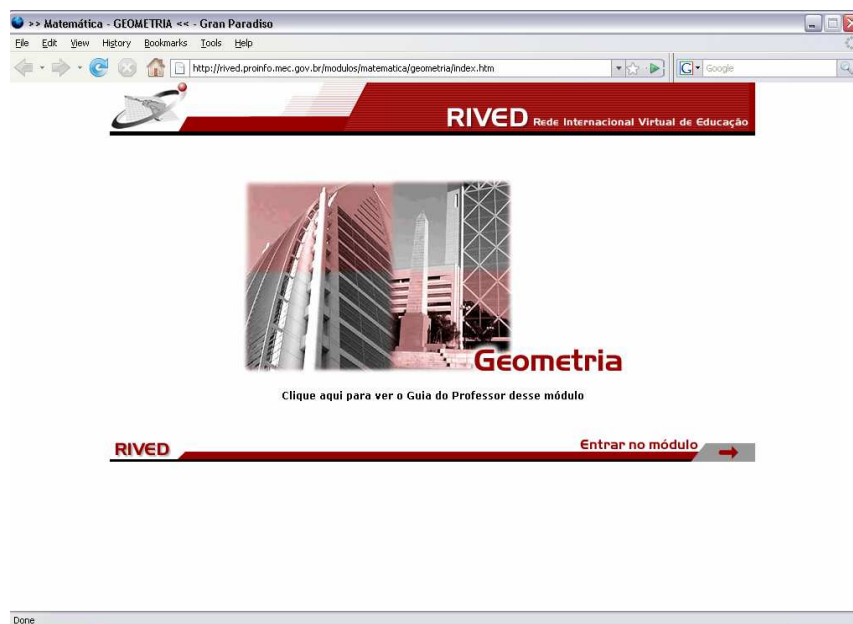 >> Matemática - GEOMETRIA << - Gran Paradiso
File Edit View History Bookmarks Tools Help
http://rived.proinfo.mec.gov.br/modulos/matematica/geometria/index.htm
G Google
RIVED Rede Internacional Virtual de Educação
Geometria
Clique aqui para ver o Guia do Professor desse módulo
RIVED
Entrar no módulo
Done